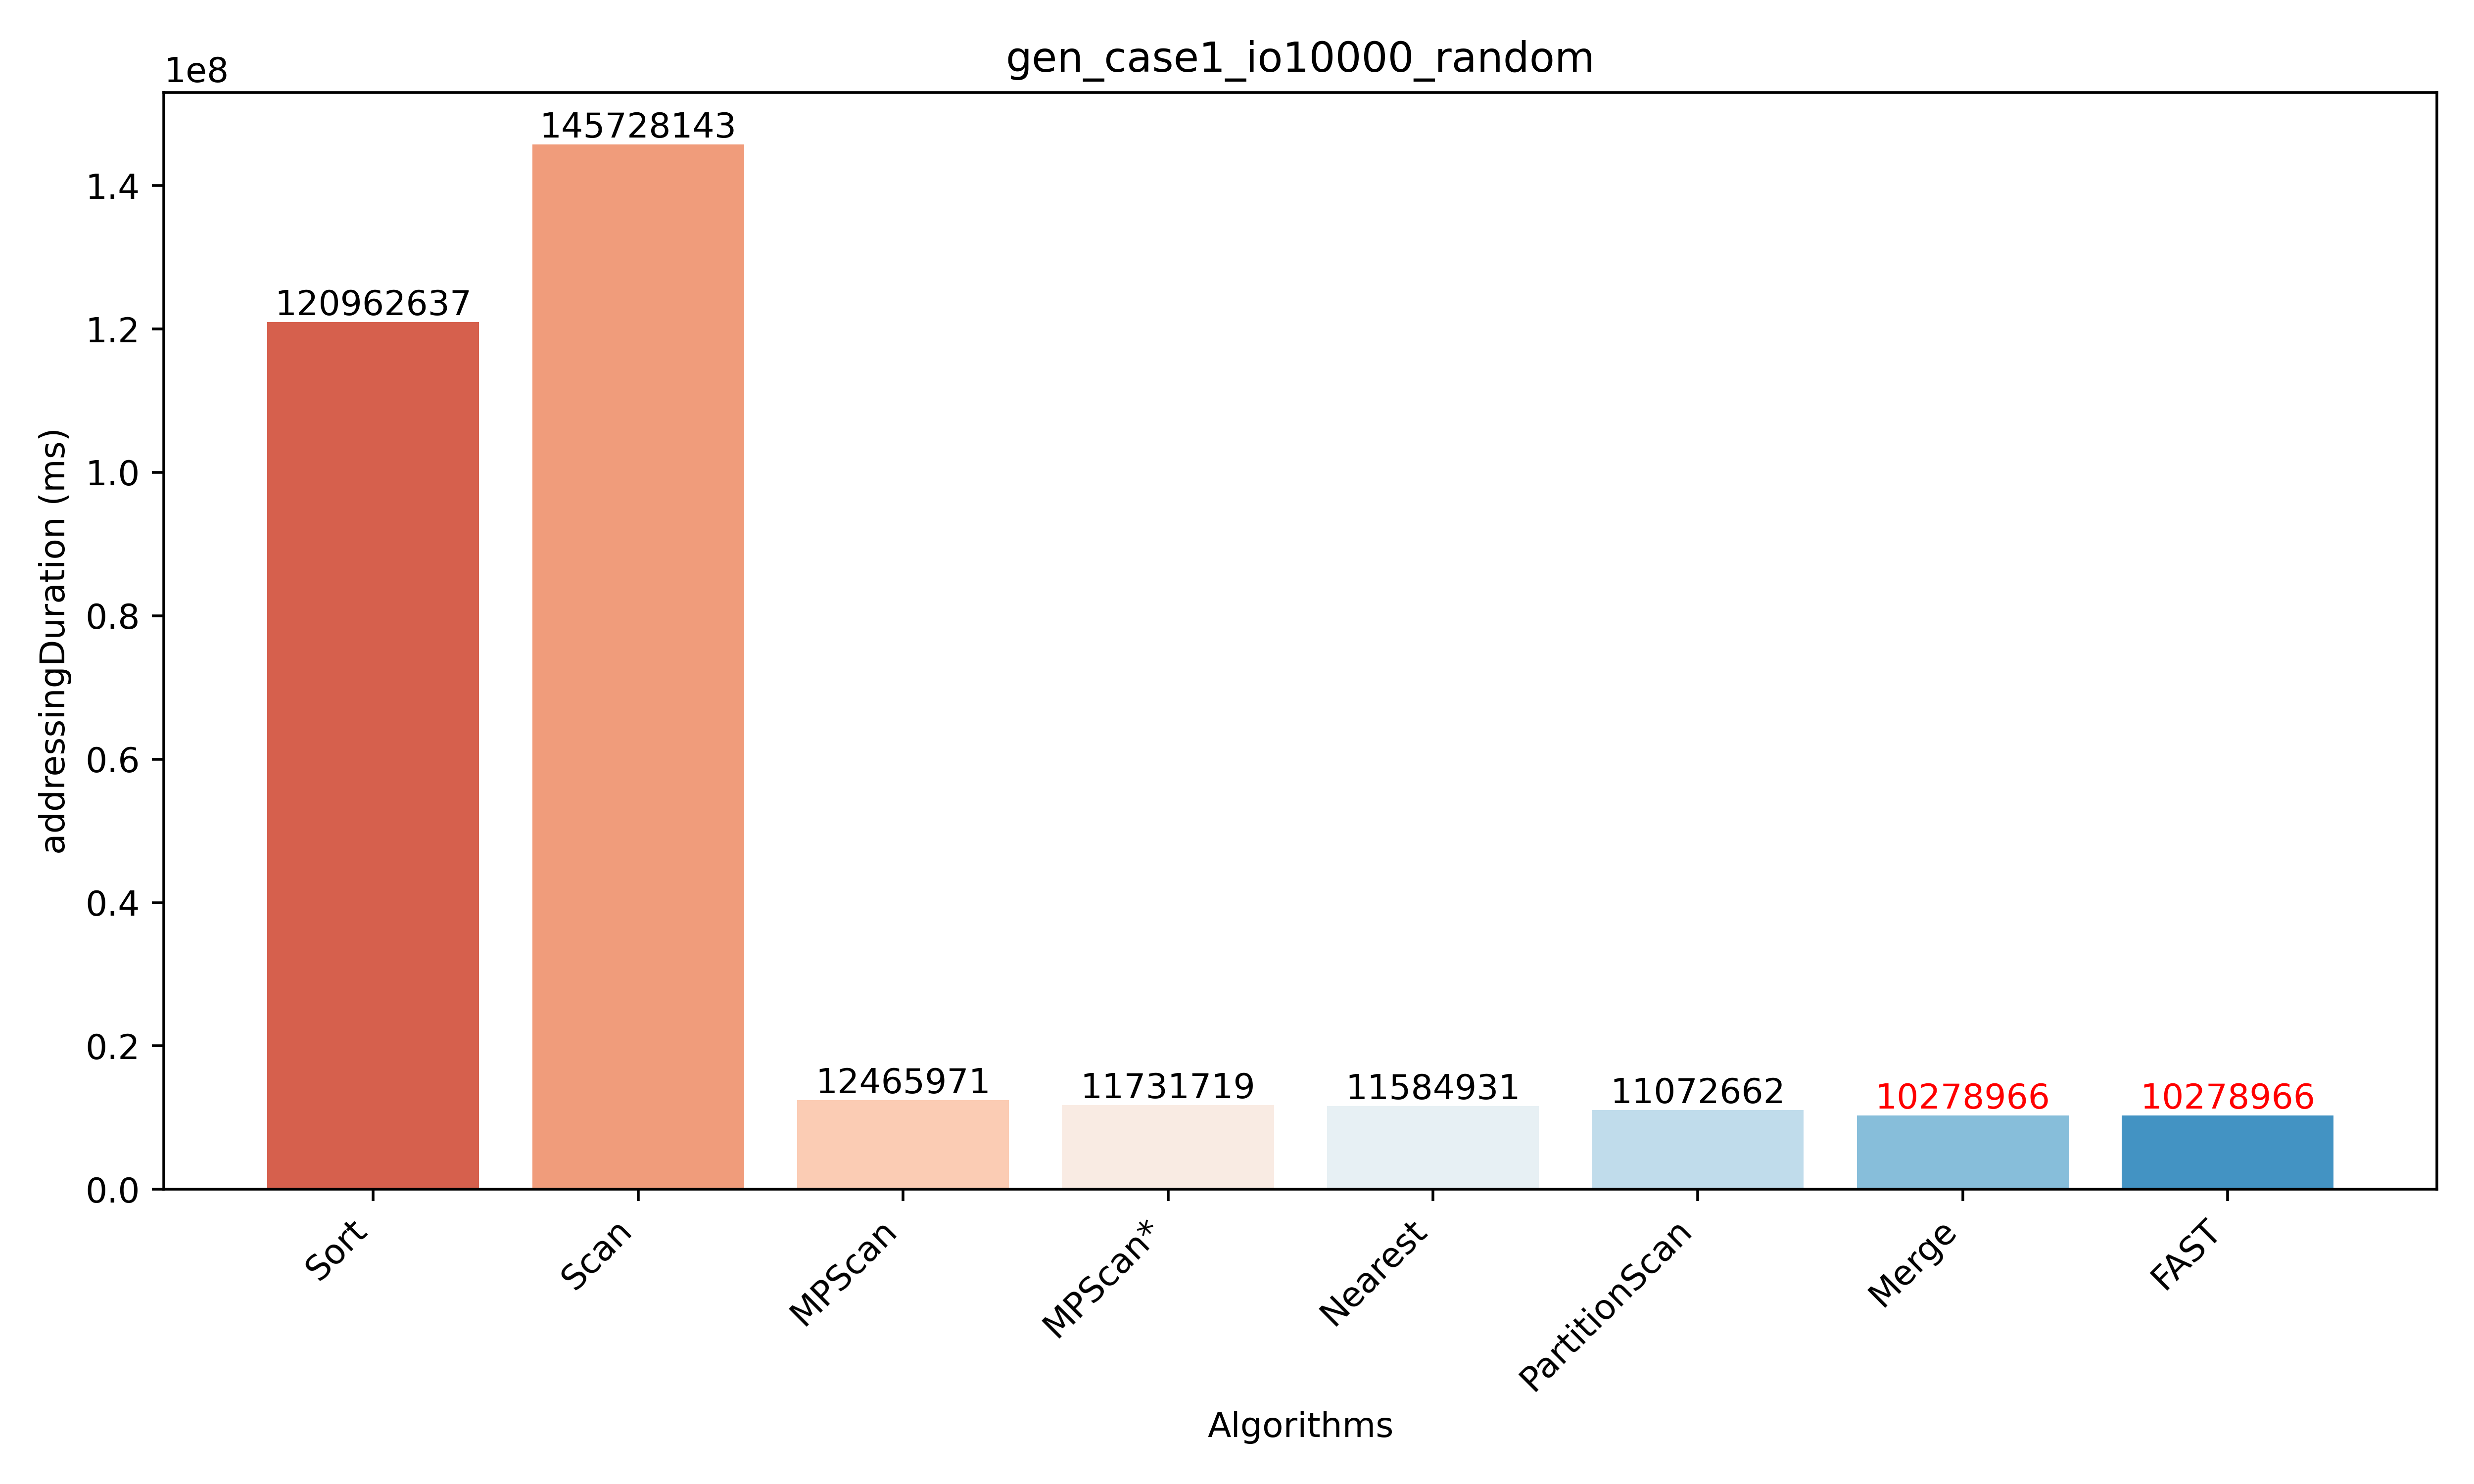 gen_case1_io10000_random
1e8
addressingDuration (ms)
1.4
1.2
1.0
0.8
0.6
0.4
0.2
0.0
120962637
145728143
12465971
11731719
11584931
11072662
10278966
10278966
Sort
Scan
MPScan
MPScan*
Nearest
PartitionScan
Merge
FAST
Algorithms